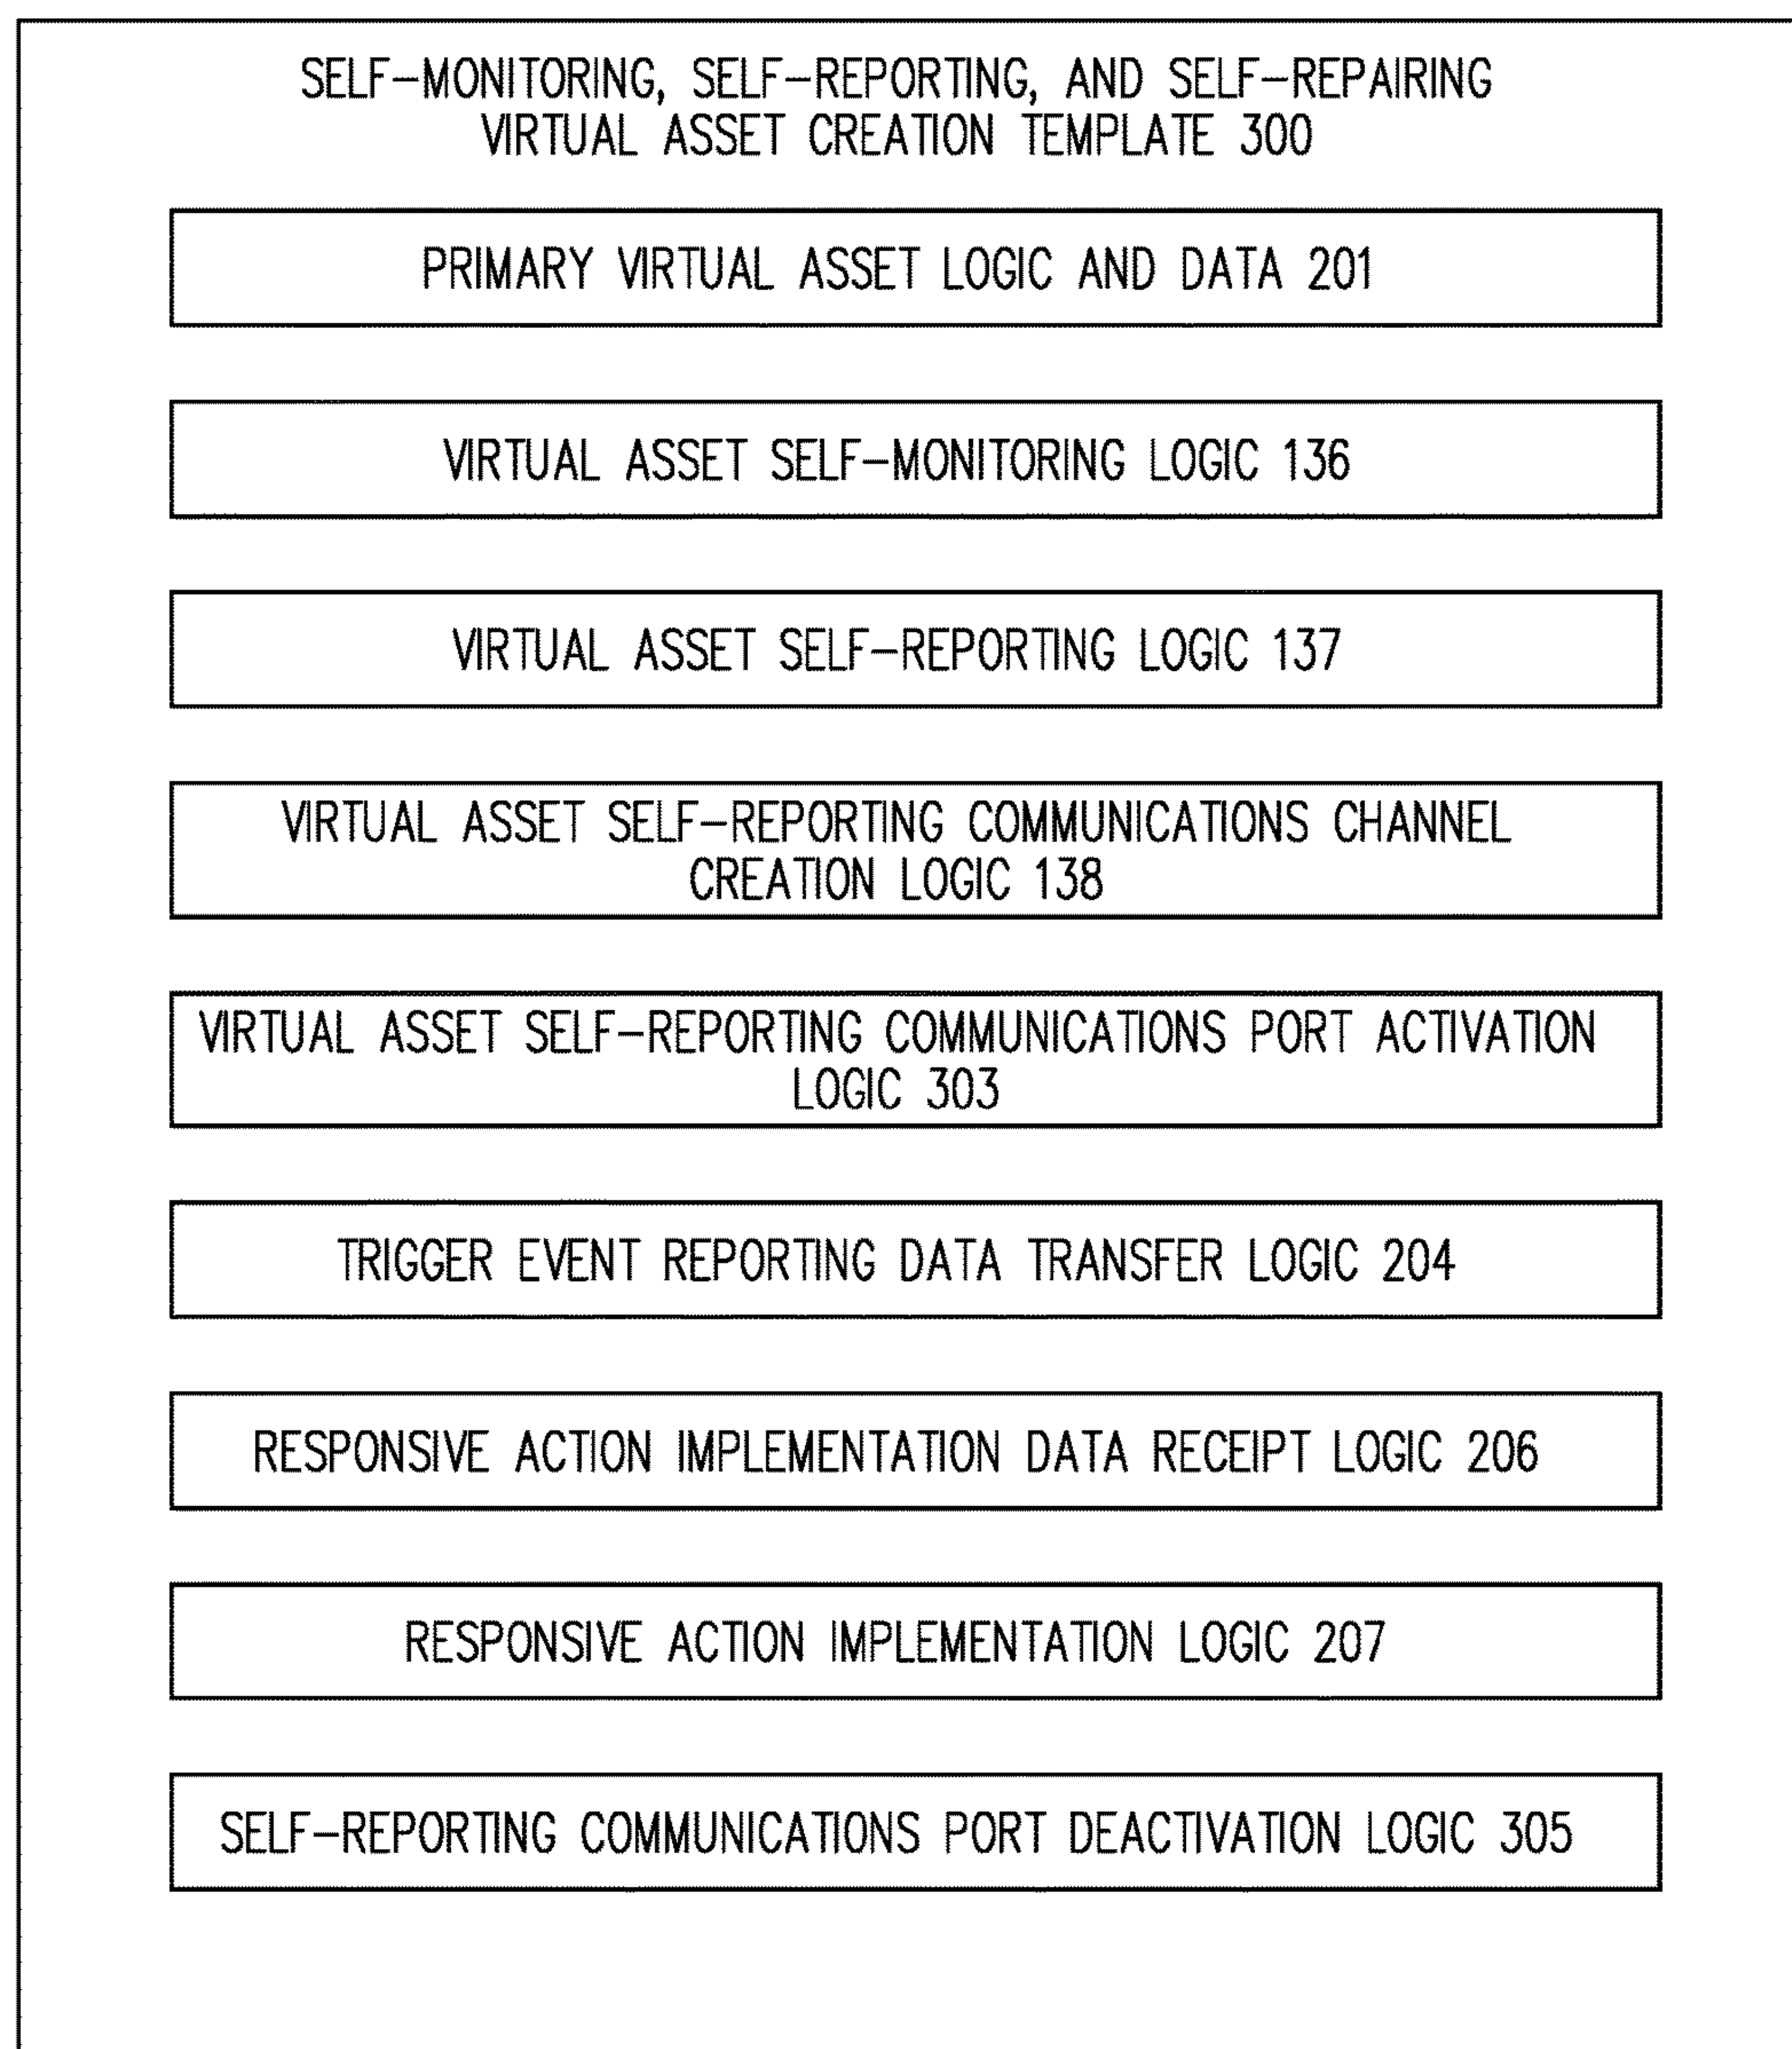 SELF-MONITORING, SELF-REPORTING, AND SELF-REPAIRING
VIRTUAL ASSET CREATION TEMPLATE 300
PRIMARY VIRTUAL ASSET LOGIC AND DATA 201
VIRTUAL ASSET SELF-MONITORING LOGIC 136
VIRTUAL ASSET SELF-REPORTING LOGIC 137
VIRTUAL ASSET SELF-REPORTING COMMUNICATIONS CHANNEL
CREATION LOGIC 138
VIRTUAL ASSET SELF-REPORTING COMMUNICATIONS PORT ACTIVATION
LOGIC 303
TRIGGER EVENT REPORTING DATA TRANSFER LOGIC 204
RESPONSIVE ACTION IMPLEMENTATION DATA RECEIPT LOGIC 206
RESPONSIVE ACTION IMPLEMENTATION LOGIC 207
SELF-REPORTING COMMUNICATIONS PORT DEACTIVATION LOGIC 305